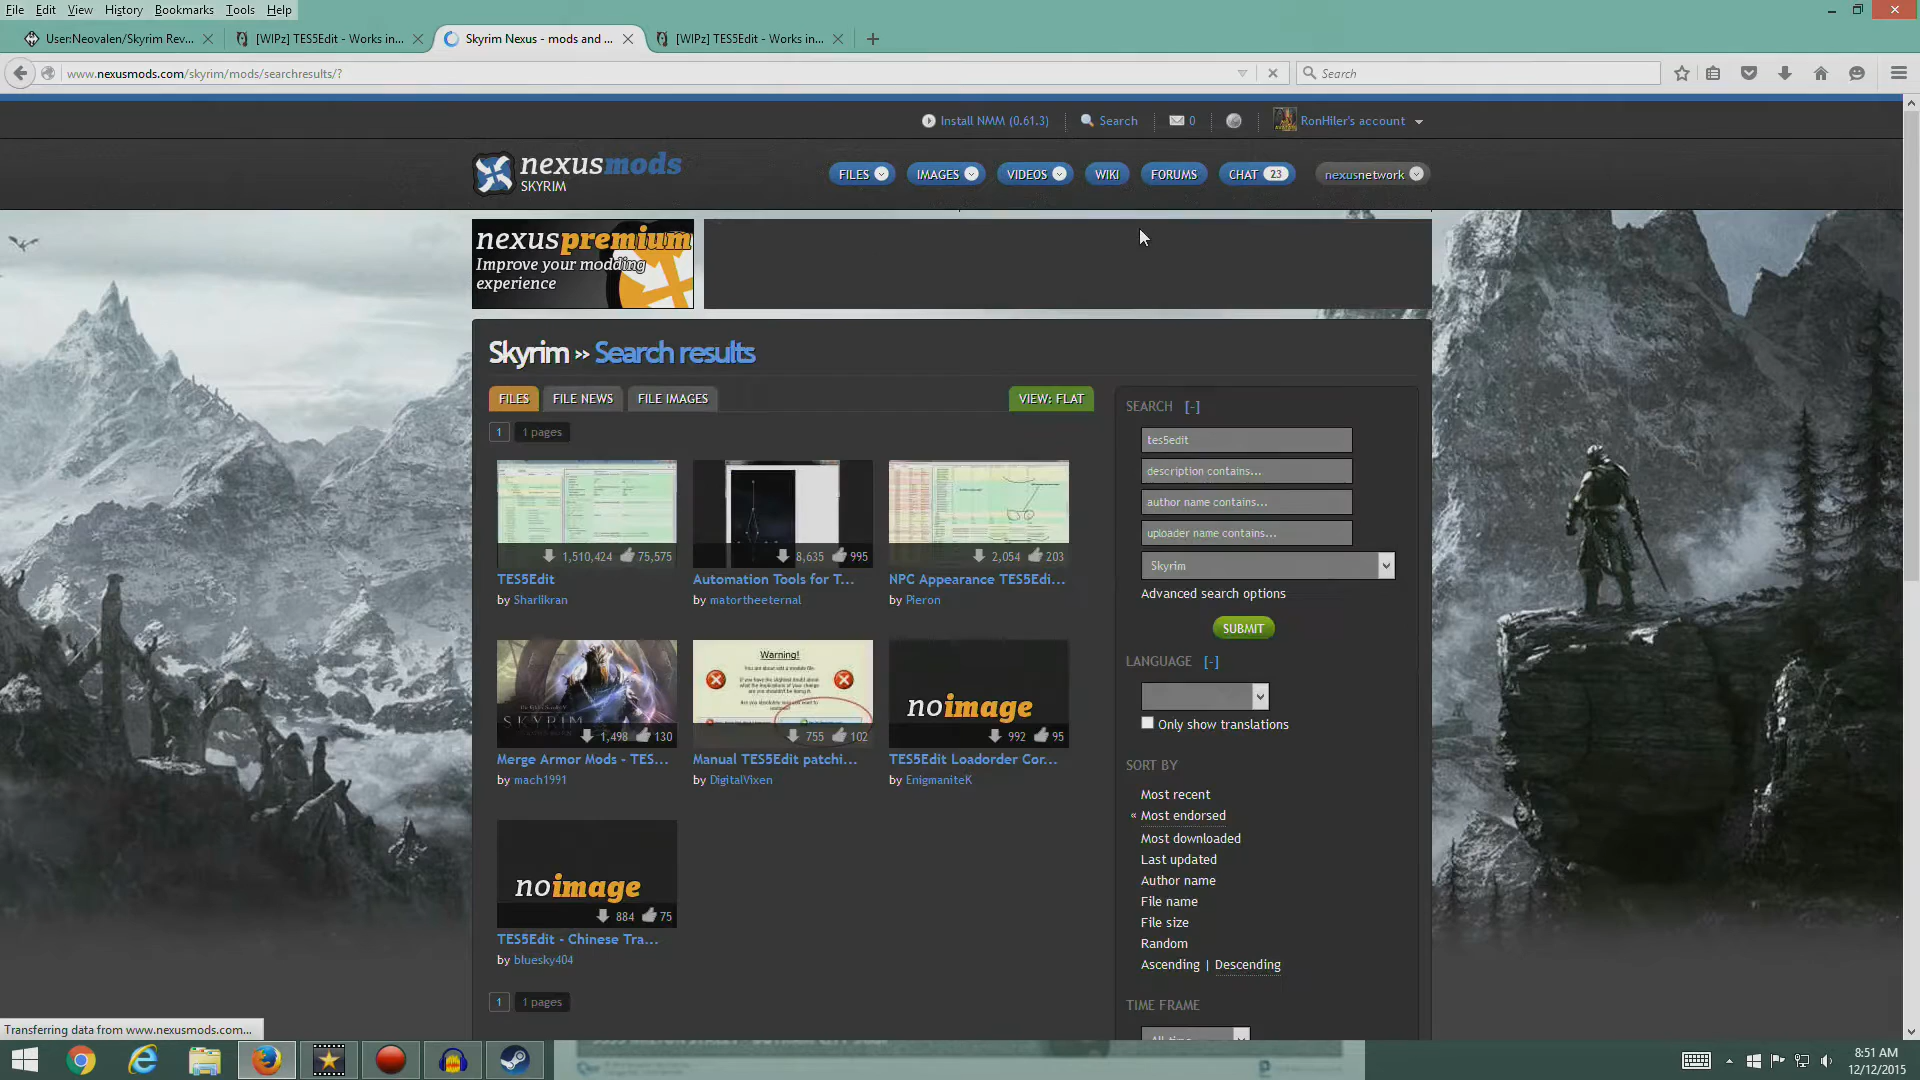 File Edit View History Bookmarks Tools Help
User:Neovalen/Skyrim Rev... [WIPz] TES5Edit - Works in... Skyrim Nexus - mods and ... [WIPz] TES5Edit - Works in...
www.nexusmods.com/skyrim/mods/searchresults/? Search
Install NMM (0.61.3) Search 0 RonHiler's account
nexusmods
SKYRIM
FILES IMAGES VIDEOS WIKI FORUMS CHAT 23 nexusnetwork
nexuspremium
Improve your modding
experience
Skyrim » Search results
FILES FILE NEWS FILE IMAGES VIEW: FLAT
1 1 pages
1,510,424 75,575 8,635 995 2,054 203
TES5Edit Automation Tools for T... NPC Appearance TES5Edi...
by Sharlikran by matortheeternal by Pieron
Warning!
SKYRIM
noimage
1,498 130 755 102 992 95
Merge Armor Mods - TES... Manual TES5Edit patchi... TES5Edit Loadorder Cor...
by mach1991 by DigitalVixen by EnigmaniteK
noimage
884 75
TES5Edit - Chinese Tra...
by bluesky404
1 1 pages
SEARCH [-]
tes5edit
description contains...
author name contains...
uploader name contains...
Skyrim
Advanced search options
SUBMIT
LANGUAGE [-]
Only show translations
SORT BY
Most recent
« Most endorsed
Most downloaded
Last updated
Author name
File name
File size
Random
Ascending | Descending
TIME FRAME
All time
Transferring data from www.nexusmods.com...
8:51 AM
12/12/2015